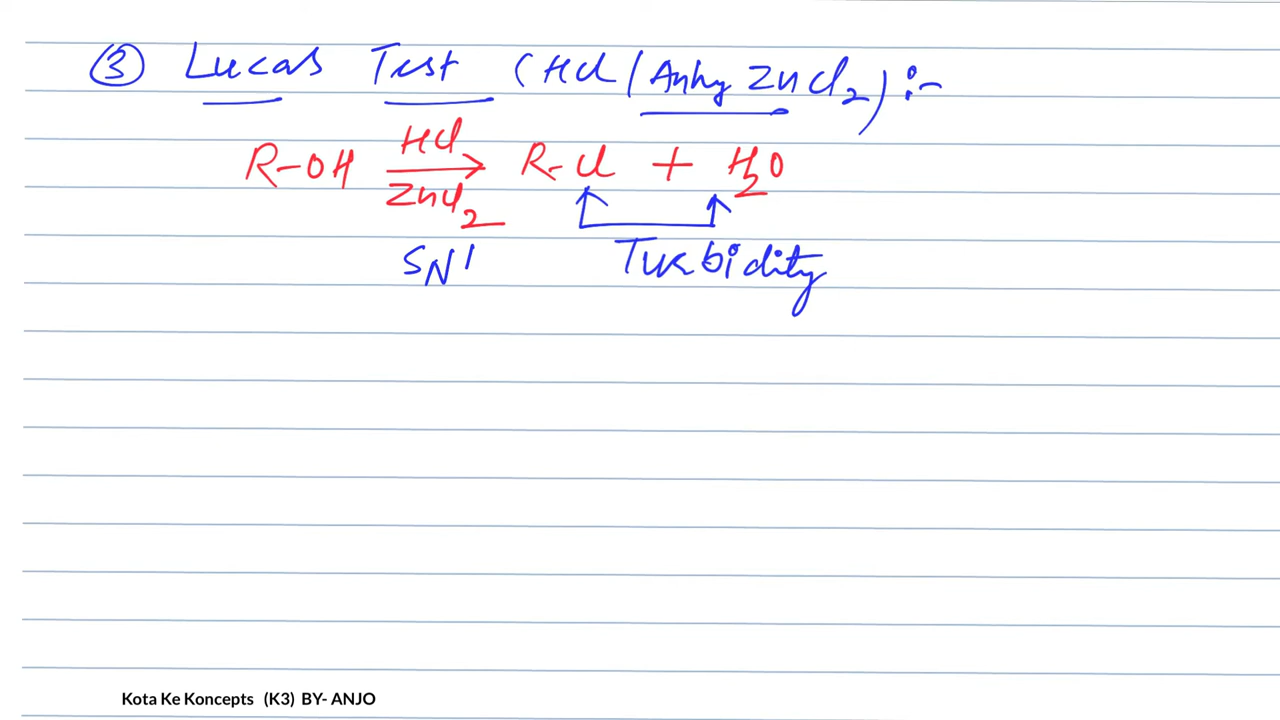 ③ Lucas Test (HCl / Anhy ZnCl₂) :-
R-OH →[HCl / ZnCl₂] R-Cl + H₂O
SN1 Turbidity
Kota Ke Koncepts (K3) BY- ANJO